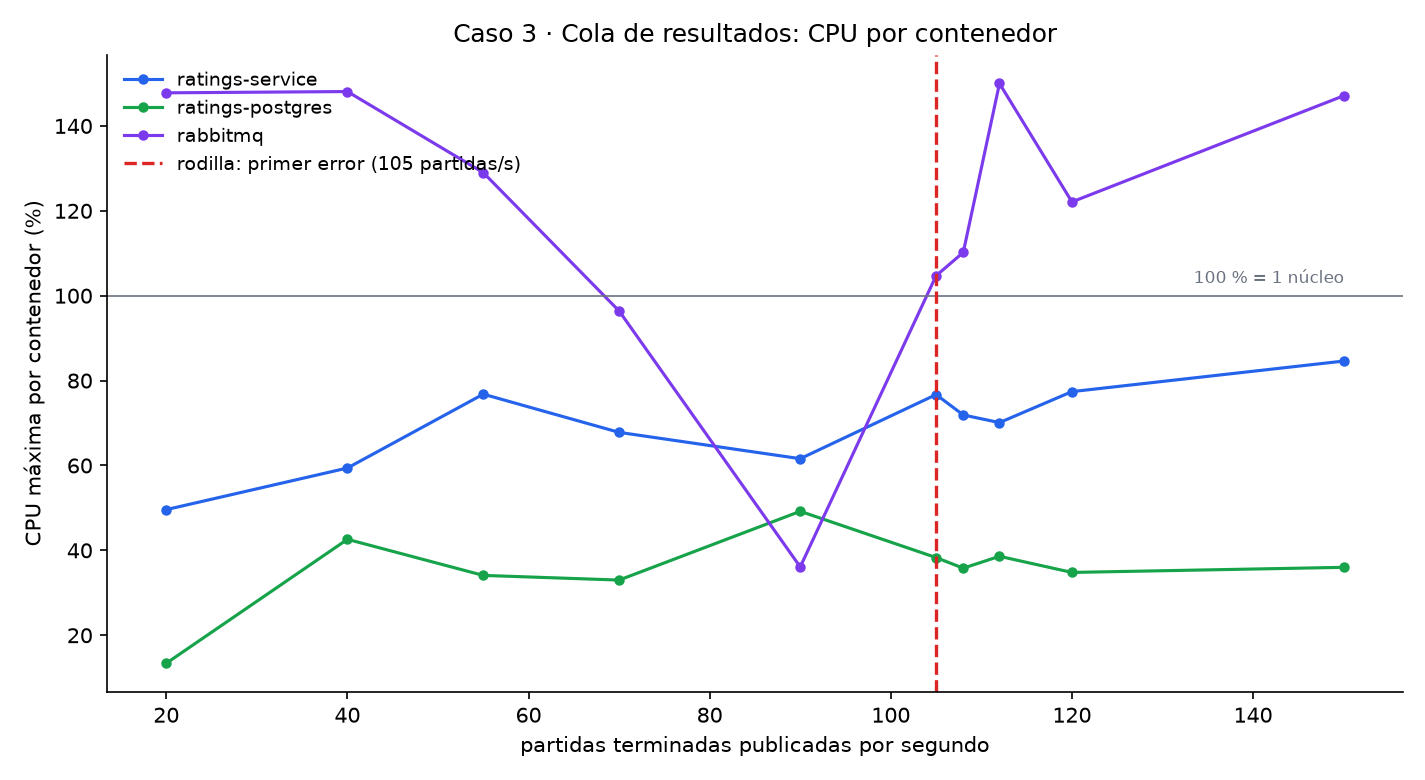 Caso 3 · Cola de resultados: CPU por contenedor
ratings-service
ratings-postgres
rabbitmq
rodilla: primer error (105 partidas/s)
CPU máxima por contenedor (%)
140
120
100
80
60
40
20
100 % = 1 núcleo
20 40 60 80 100 120 140
partidas terminadas publicadas por segundo